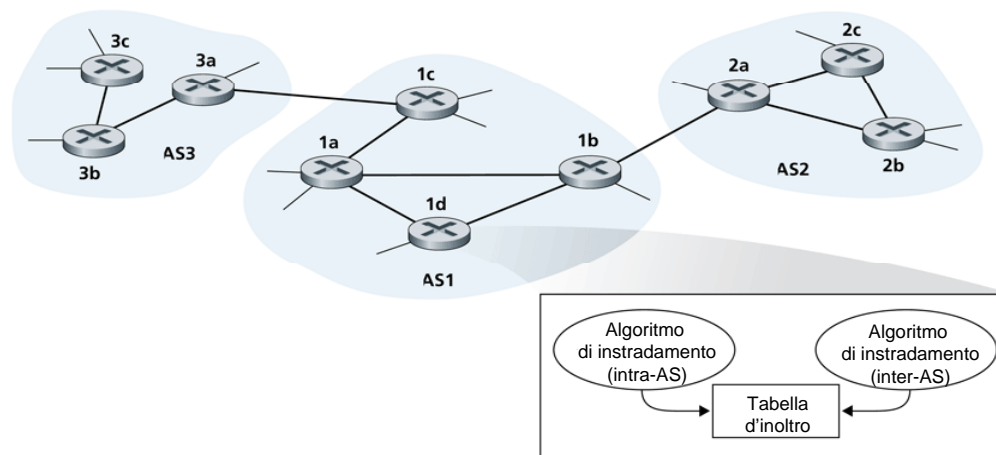 3c
3a
3b
AS3
1c
1a
1b
1d
AS1
2c
2a
2b
AS2
Algoritmo
di instradamento
(intra-AS)
Algoritmo
di instradamento
(inter-AS)
Tabella
d'inoltro